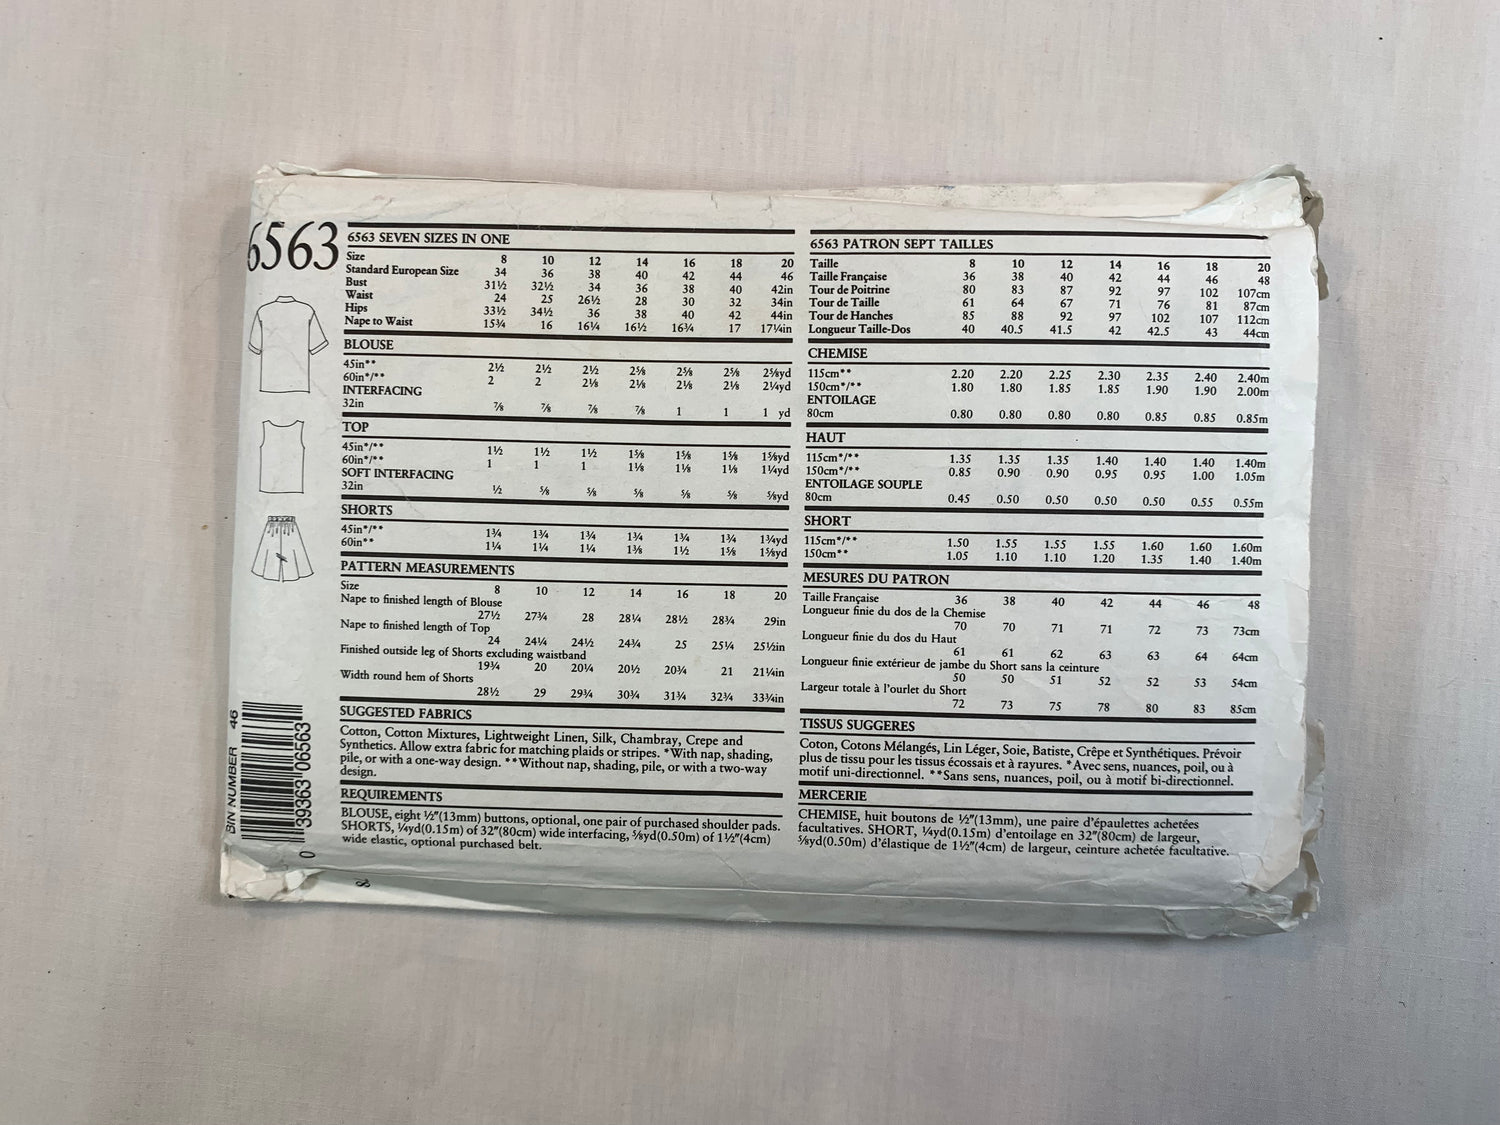 6563
6563 SEVEN SIZES IN ONE
Size 8 10 12 14 16 18 20
Standard European Size 34 36 38 40 42 44 46
Bust 31½ 32½ 34 36 38 40 42in
Waist 24 25 26½ 28 30 32 34in
Hips 33½ 34½ 36 38 40 42 44in
Nape to Waist 15¾ 16 16¼ 16½ 16¾ 17 17¼in
BLOUSE
45in** 2½ 2½ 2½ 2⅝ 2⅝ 2⅝ 2⅝yd
60in*/** 2 2 2⅛ 2⅛ 2⅛ 2⅛ 2¼yd
INTERFACING
32in ⅞ ⅞ ⅞ ⅞ 1 1 1 yd
TOP
45in*/** 1½ 1½ 1½ 1⅝ 1⅝ 1⅝ 1⅝yd
60in*/** 1 1 1 1⅛ 1⅛ 1⅛ 1¼yd
SOFT INTERFACING
32in ½ ⅝ ⅝ ⅝ ⅝ ⅝ ⅝yd
SHORTS
45in*/** 1¾ 1¾ 1¾ 1¾ 1¾ 1¾ 1¾yd
60in** 1¼ 1¼ 1¼ 1⅜ 1½ 1⅝ 1⅝yd
PATTERN MEASUREMENTS
Size 8 10 12 14 16 18 20
Nape to finished length of Blouse
27½ 27¾ 28 28¼ 28½ 28¾ 29in
Nape to finished length of Top
24 24¼ 24½ 24¾ 25 25¼ 25½in
Finished outside leg of Shorts excluding waistband
19¾ 20 20¼ 20½ 20¾ 21 21¼in
Width round hem of Shorts
28½ 29 29¾ 30¾ 31¾ 32¾ 33¾in
SUGGESTED FABRICS
Cotton, Cotton Mixtures, Lightweight Linen, Silk, Chambray, Crepe and
Synthetics. Allow extra fabric for matching plaids or stripes. *With nap, shading,
pile, or with a one-way design. **Without nap, shading, pile, or with a two-way
design.
REQUIREMENTS
BLOUSE, eight ½"(13mm) buttons, optional, one pair of purchased shoulder pads.
SHORTS, ¼yd(0.15m) of 32"(80cm) wide interfacing, ⅝yd(0.50m) of 1½"(4cm)
wide elastic, optional purchased belt.
6563 PATRON SEPT TAILLES
Taille 8 10 12 14 16 18 20
Taille Française 36 38 40 42 44 46 48
Tour de Poitrine 80 83 87 92 97 102 107cm
Tour de Taille 61 64 67 71 76 81 87cm
Tour de Hanches 85 88 92 97 102 107 112cm
Longueur Taille-Dos 40 40.5 41.5 42 42.5 43 44cm
CHEMISE
115cm** 2.20 2.20 2.25 2.30 2.35 2.40 2.40m
150cm*/** 1.80 1.80 1.85 1.85 1.90 1.90 2.00m
ENTOILAGE
80cm 0.80 0.80 0.80 0.80 0.85 0.85 0.85m
HAUT
115cm*/** 1.35 1.35 1.35 1.40 1.40 1.40 1.40m
150cm*/** 0.85 0.90 0.90 0.95 0.95 1.00 1.05m
ENTOILAGE SOUPLE
80cm 0.45 0.50 0.50 0.50 0.50 0.55 0.55m
SHORT
115cm*/** 1.50 1.55 1.55 1.55 1.60 1.60 1.60m
150cm** 1.05 1.10 1.10 1.20 1.35 1.40 1.40m
MESURES DU PATRON
Taille Française 36 38 40 42 44 46 48
Longueur finie du dos de la Chemise
70 70 71 71 72 73 73cm
Longueur finie du dos du Haut
61 61 62 63 63 64 64cm
Longueur finie extérieur de jambe du Short sans la ceinture
50 50 51 52 52 53 54cm
Largeur totale à l'ourlet du Short
72 73 75 78 80 83 85cm
TISSUS SUGGERES
Coton, Cotons Mélangés, Lin Léger, Soie, Batiste, Crêpe et Synthétiques. Prévoir
plus de tissu pour les tissus écossais et à rayures. *Avec sens, nuances, poil, ou à
motif uni-directionnel. **Sans sens, nuances, poil, ou à motif bi-directionnel.
MERCERIE
CHEMISE, huit boutons de ½"(13mm), une paire d'épaulettes achetées
facultatives. SHORT, ¼yd(0.15m) d'entoilage en 32"(80cm) de largeur,
⅝yd(0.50m) d'élastique de 1½"(4cm) de largeur, ceinture achetée facultative.
BIN NUMBER 46
0 39363 06563